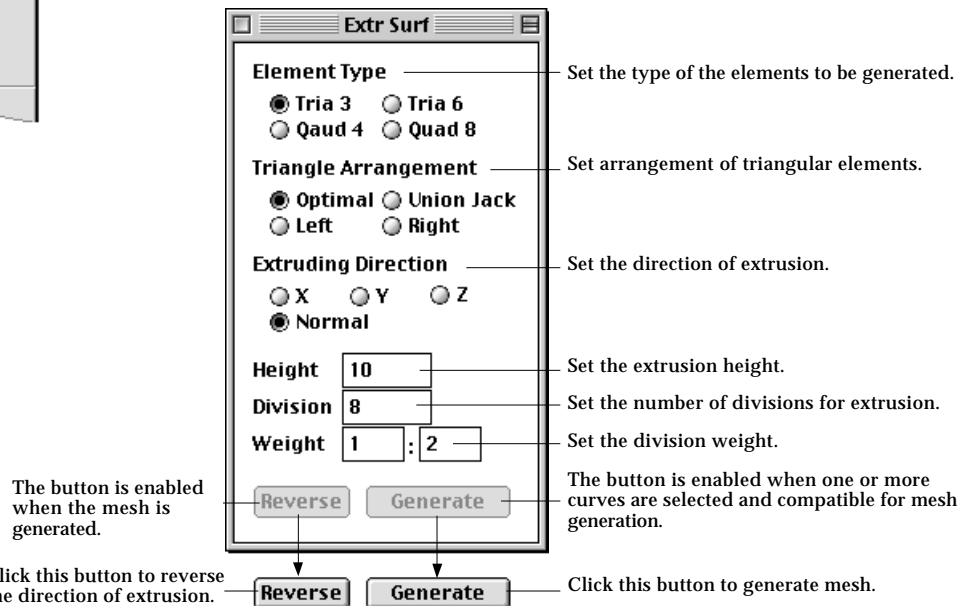 Extr Surf
Element Type
Set the type of the elements to be generated.
Tria 3 Tria 6
Qaud 4 Quad 8
Triangle Arrangement
Set arrangement of triangular elements.
Optimal Union Jack
Left Right
Extruding Direction
Set the direction of extrusion.
X Y Z
Normal
Height 10
Set the extrusion height.
Division 8
Set the number of divisions for extrusion.
Weight 1 : 2
Set the division weight.
The button is enabled
when the mesh is
generated.
Reverse Generate
The button is enabled when one or more
curves are selected and compatible for mesh
generation.
lick this button to reverse
he direction of extrusion.
Reverse Generate
Click this button to generate mesh.